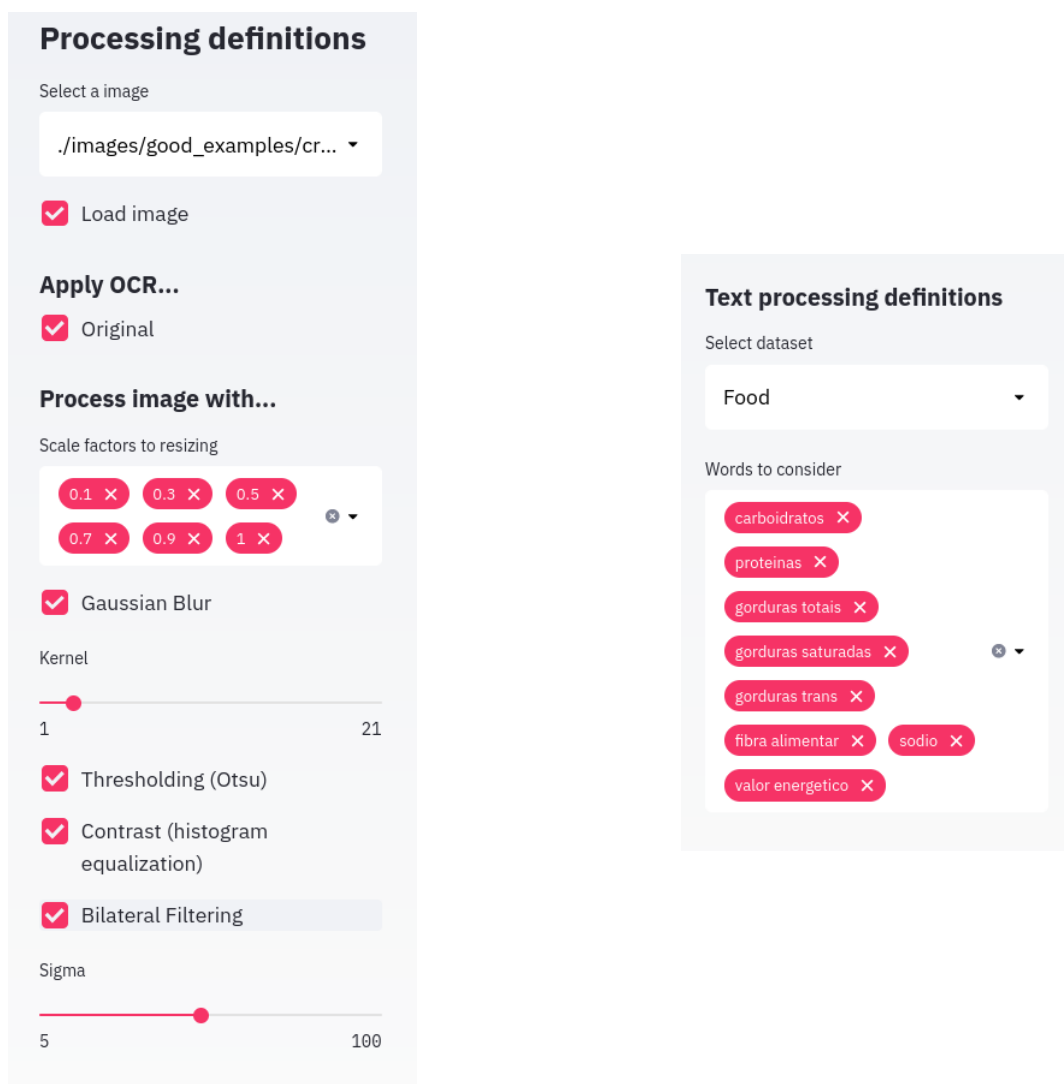 Processing definitions
Select a image
./images/good_examples/cr...
Load image
Apply OCR...
Original
Process image with...
Scale factors to resizing
0.1 0.3 0.5
0.7 0.9 1
Gaussian Blur
Kernel
1 21
Thresholding (Otsu)
Contrast (histogram
equalization)
Bilateral Filtering
Sigma
5 100
Text processing definitions
Select dataset
Food
Words to consider
carboidratos
proteinas
gorduras totais
gorduras saturadas
gorduras trans
fibra alimentar sodio
valor energetico